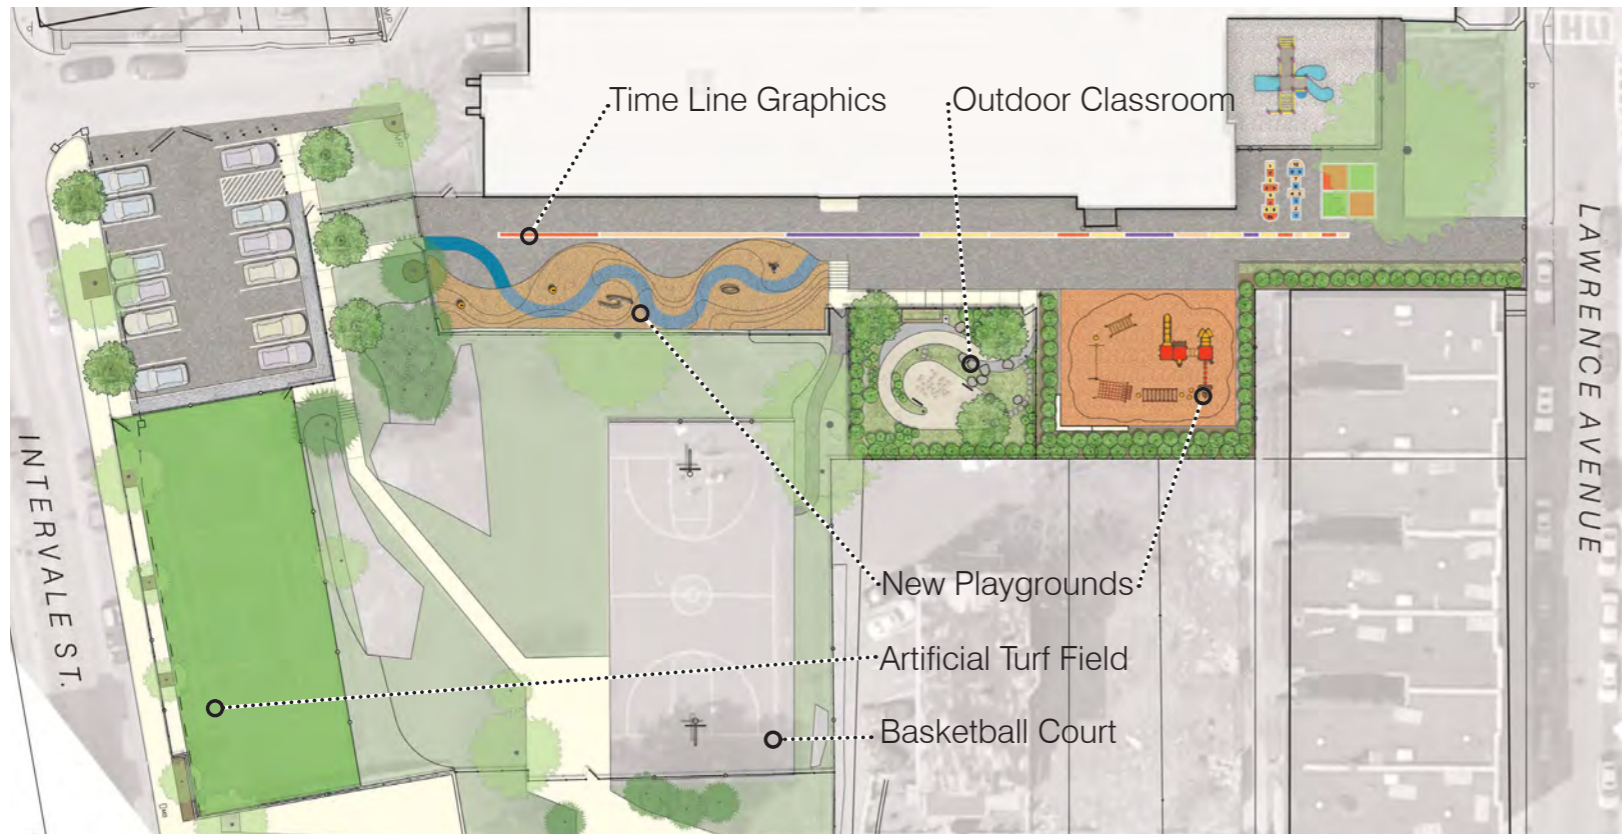 Time Line Graphics
Outdoor Classroom
LAWRENCE AVENUE
INTERVALE ST.
New Playgrounds
Artificial Turf Field
Basketball Court